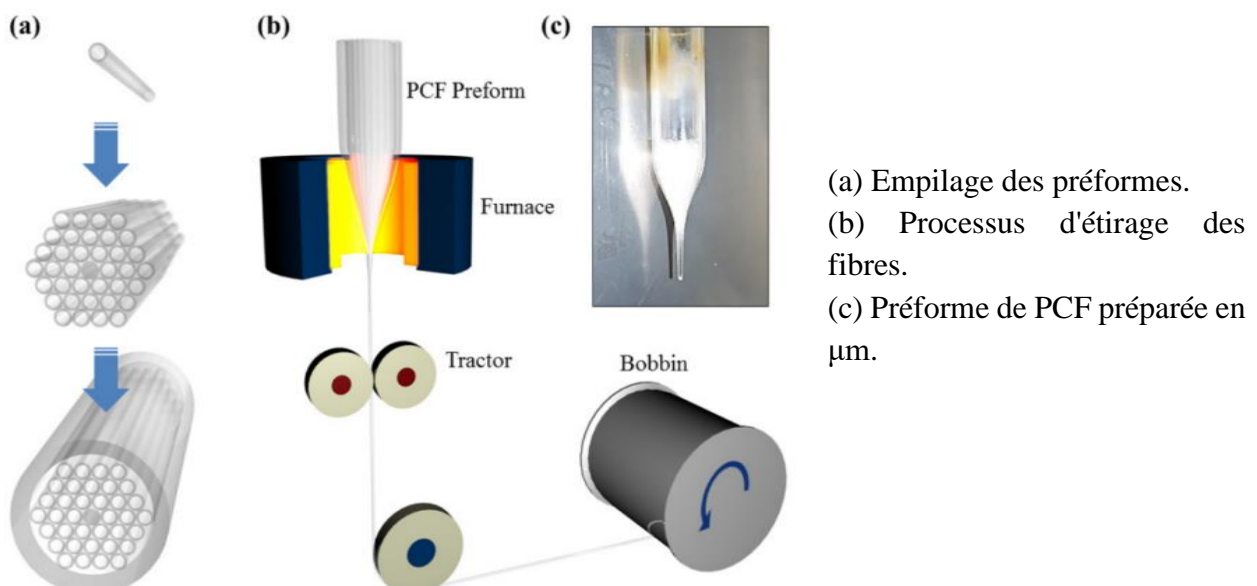 (a)
(b)
(c)
PCF Preform
Furnace
Tractor
Bobbin
(a) Empilage des préformes.
(b) Processus d'étirage des
fibres.
(c) Préforme de PCF préparée en
µm.